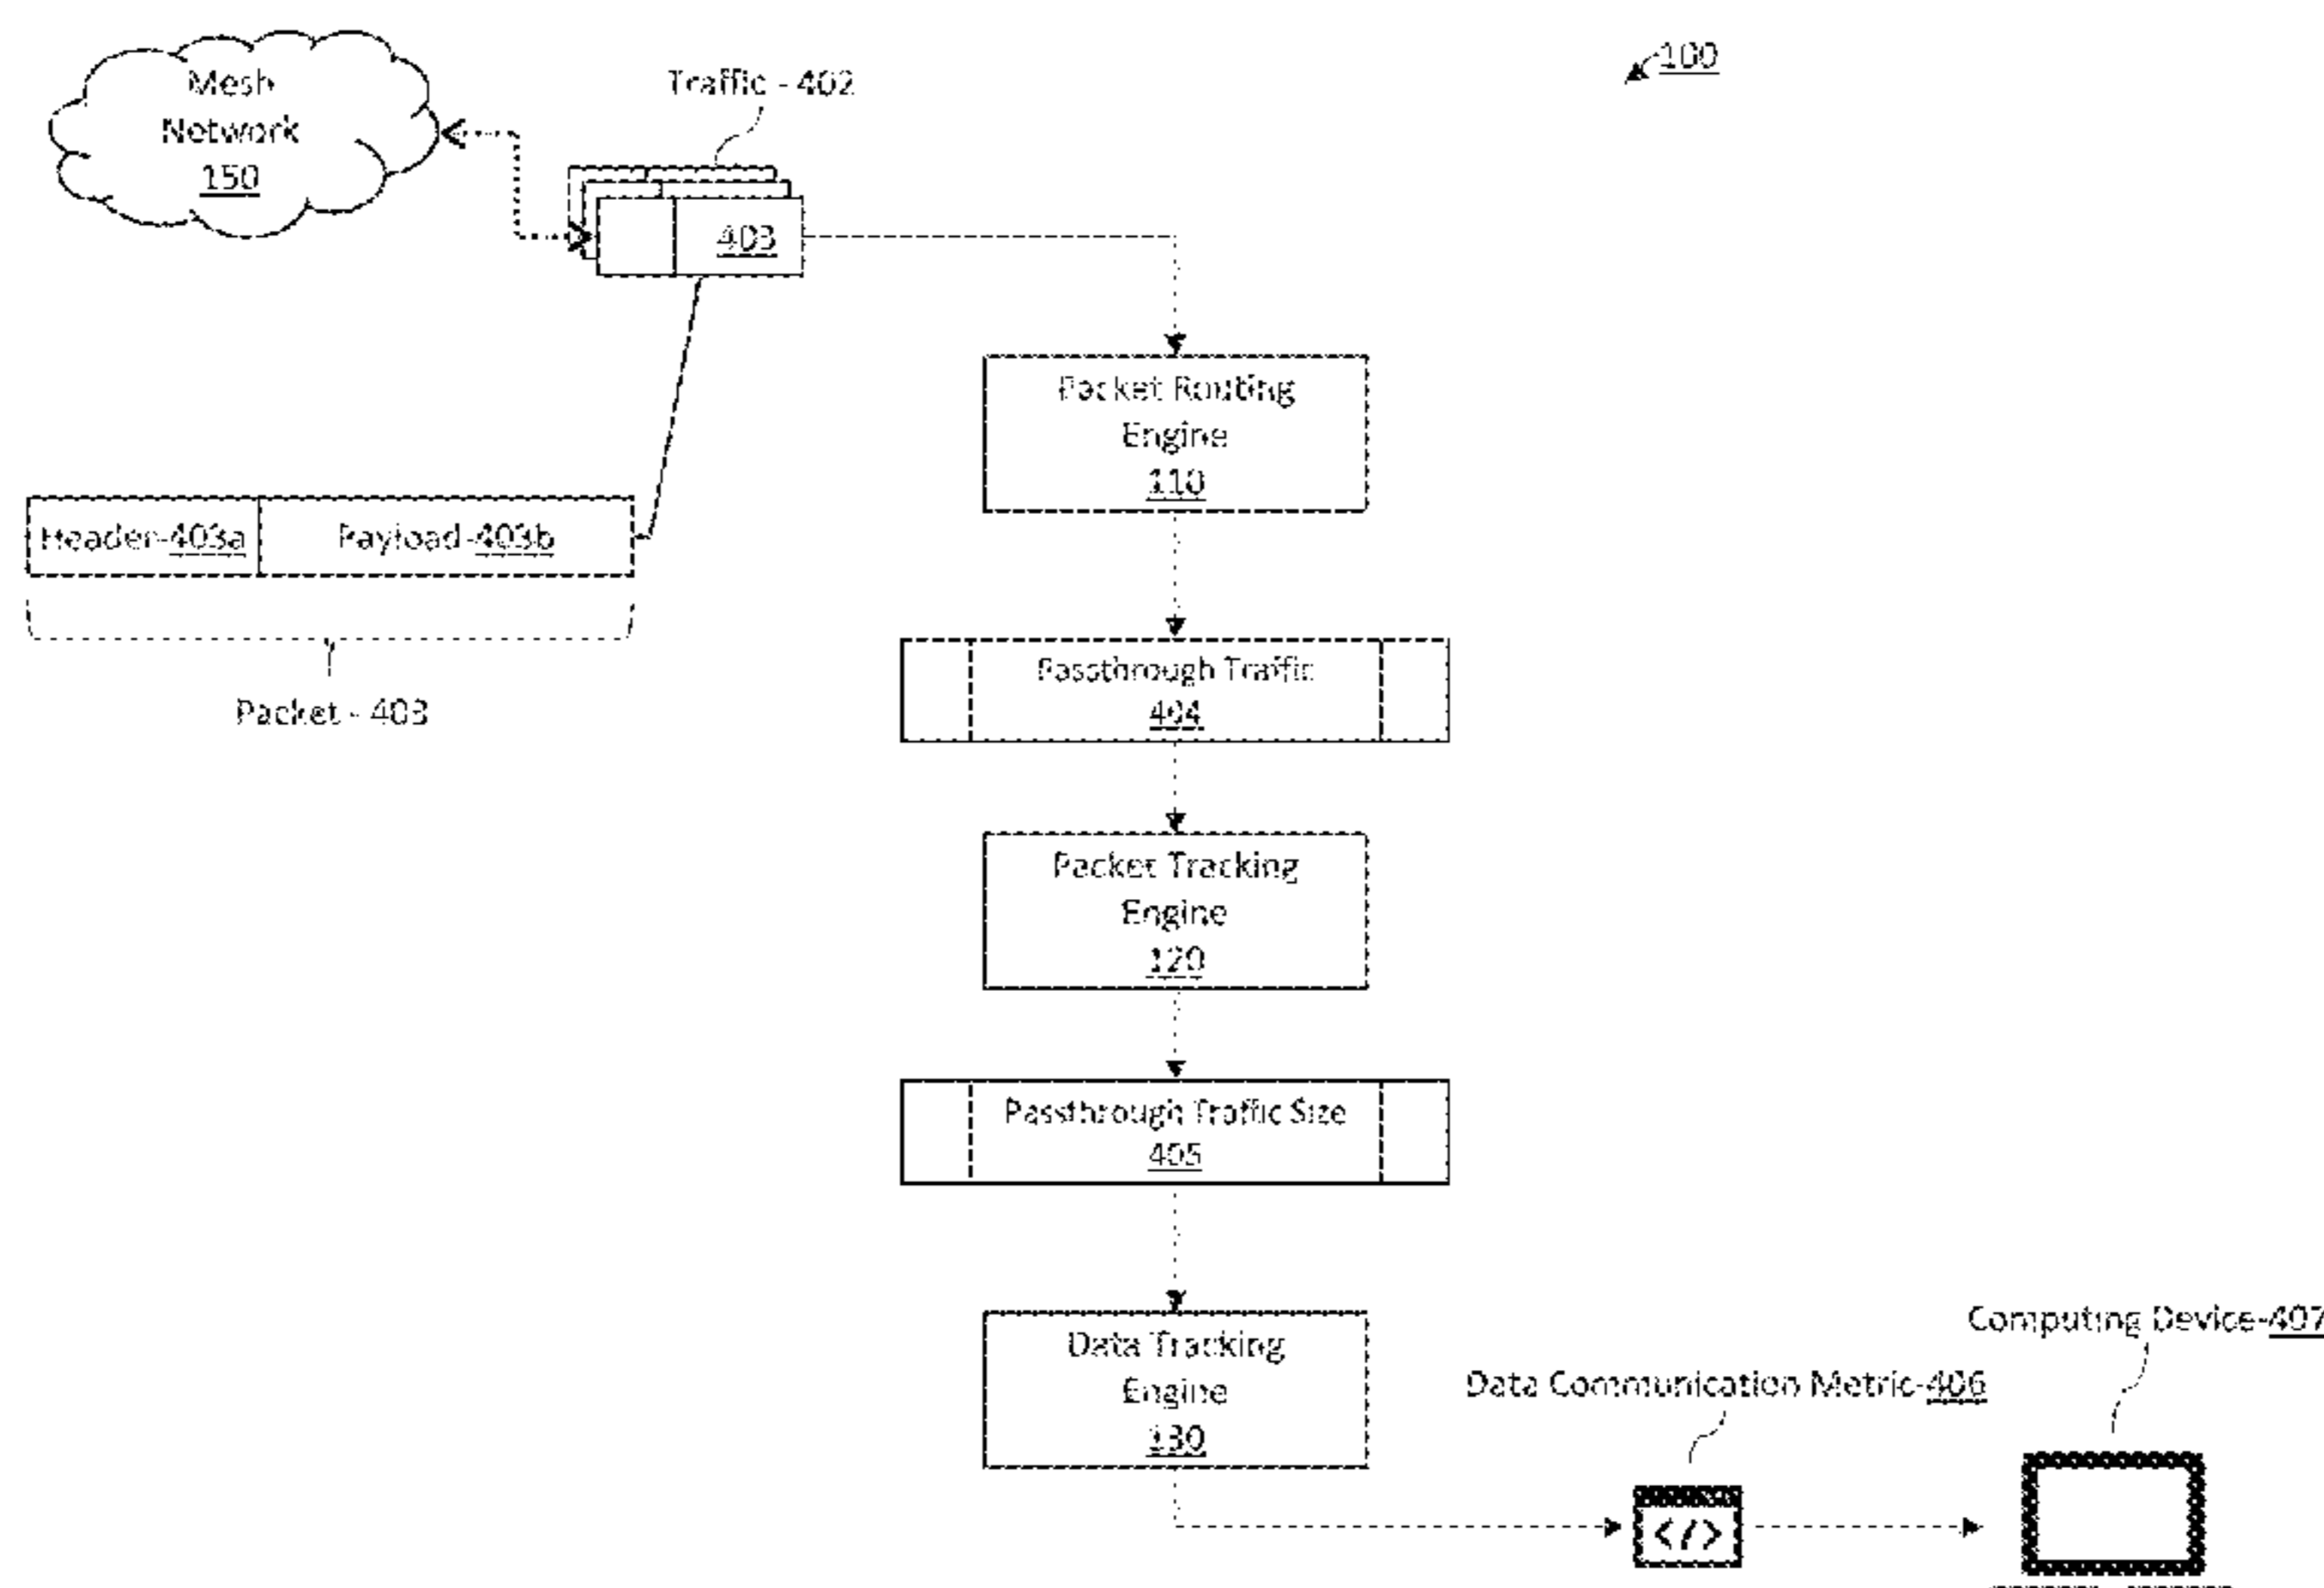 100
Mesh
Network
150
Traffic - 402
403
Packet Routing
Engine
110
Header-403a
Payload-403b
Packet - 403
Passthrough Traffic
404
Packet Tracking
Engine
120
Passthrough Traffic Size
405
Data Tracking
Engine
130
Computing Device-407
Data Communication Metric-406
</>